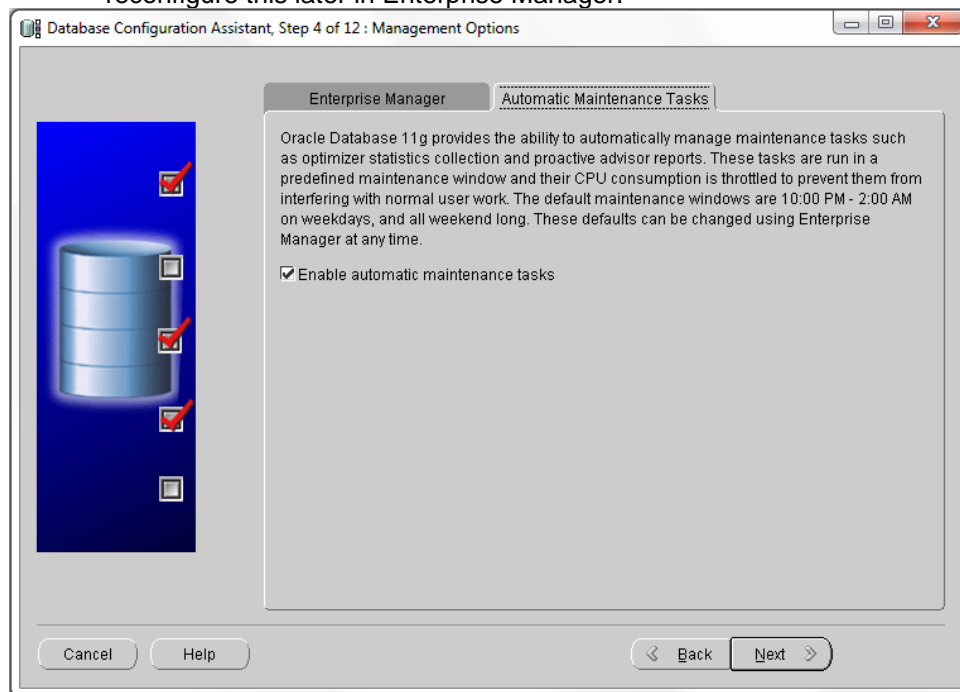 reconfigure this later in Enterprise Manager.
Database Configuration Assistant, Step 4 of 12 : Management Options
Enterprise Manager
Automatic Maintenance Tasks
Oracle Database 11g provides the ability to automatically manage maintenance tasks such
as optimizer statistics collection and proactive advisor reports. These tasks are run in a
predefined maintenance window and their CPU consumption is throttled to prevent them from
interfering with normal user work. The default maintenance windows are 10:00 PM - 2:00 AM
on weekdays, and all weekend long. These defaults can be changed using Enterprise
Manager at any time.
Enable automatic maintenance tasks
Cancel
Help
Back
Next